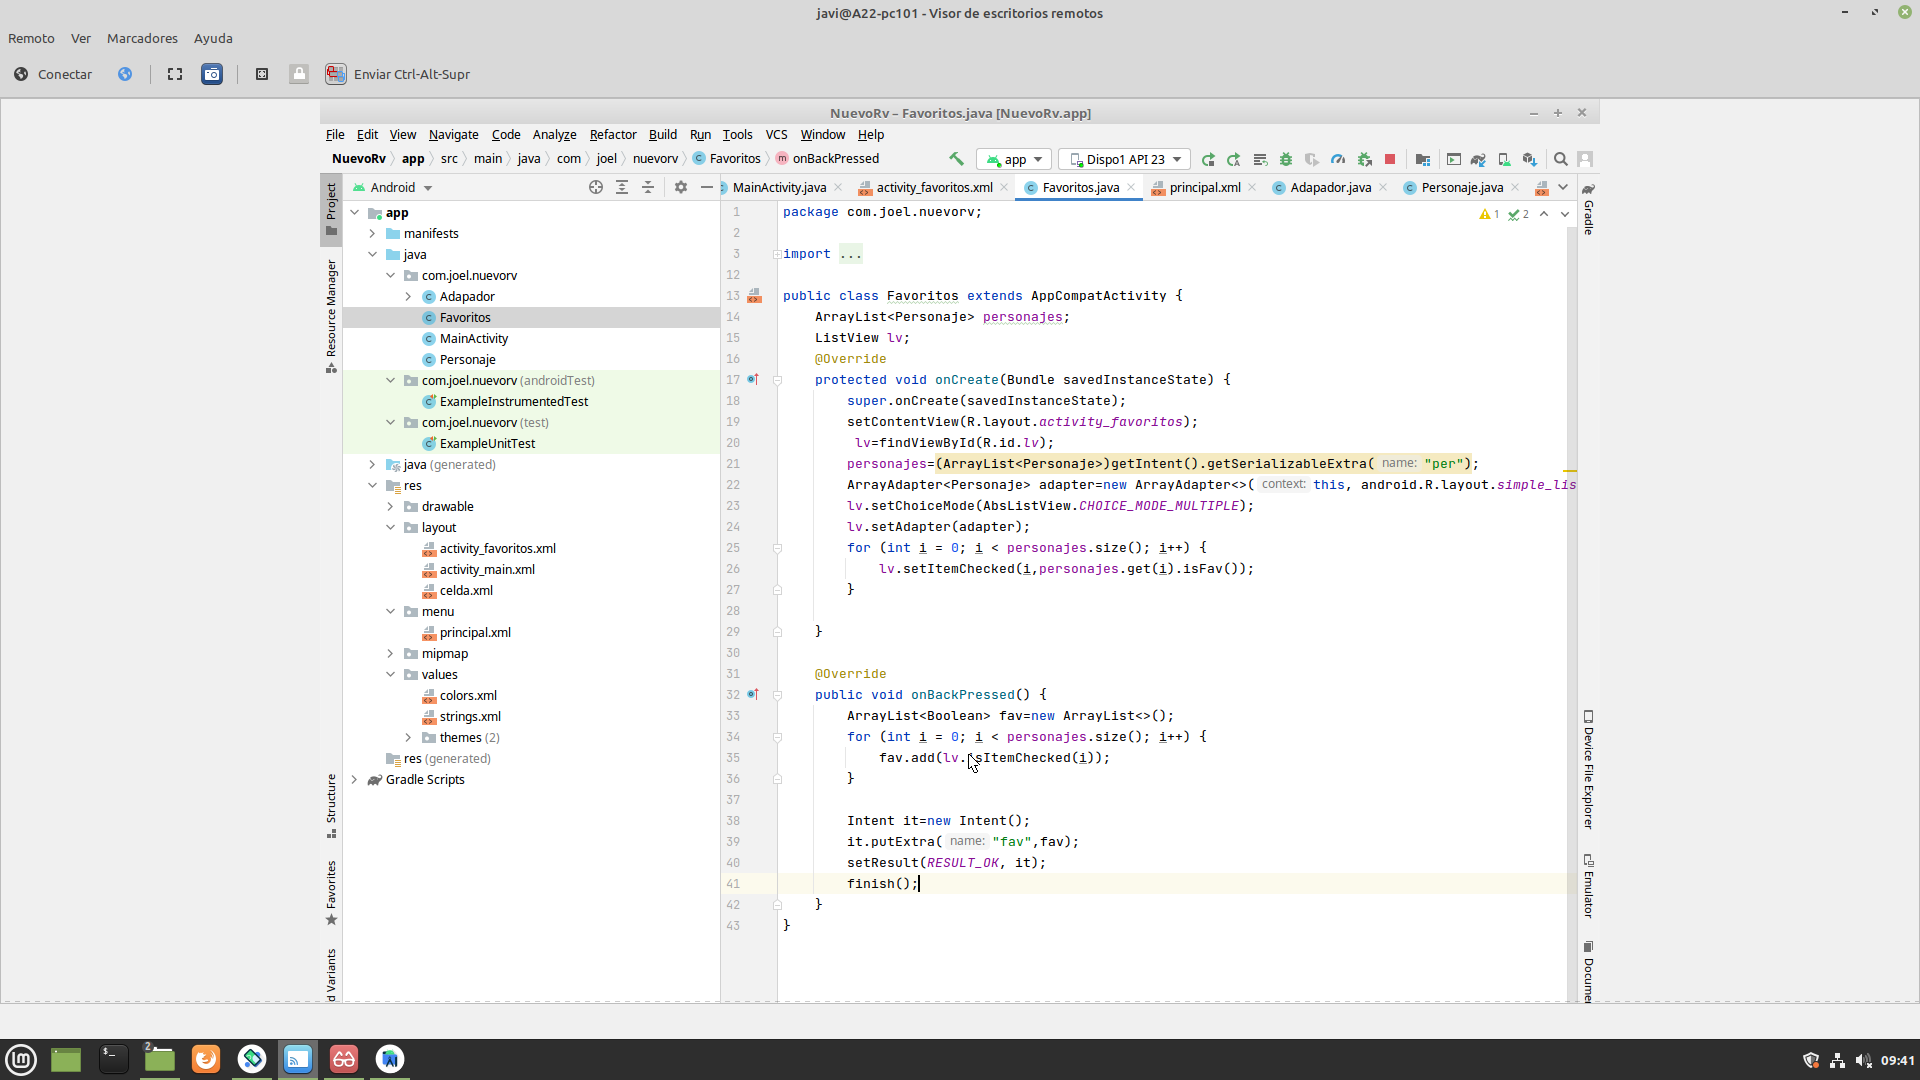 javi@A22-pc101 - Visor de escritorios remotos
Remoto Ver Marcadores Ayuda
Conectar Enviar Ctrl-Alt-Supr
NuevoRv – Favoritos.java [NuevoRv.app]
File Edit View Navigate Code Analyze Refactor Build Run Tools VCS Window Help
NuevoRv app src main java com joel nuevorv Favoritos onBackPressed app Dispo1 API 23
Project
Resource Manager
Structure
Favorites
d Variants
Android
app
manifests
java
com.joel.nuevorv
Adapador
Favoritos
MainActivity
Personaje
com.joel.nuevorv (androidTest)
ExampleInstrumentedTest
com.joel.nuevorv (test)
ExampleUnitTest
java (generated)
res
drawable
layout
activity_favoritos.xml
activity_main.xml
celda.xml
menu
principal.xml
mipmap
values
colors.xml
strings.xml
themes (2)
res (generated)
Gradle Scripts
MainActivity.java activity_favoritos.xml Favoritos.java principal.xml Adapador.java Personaje.java
1 2
1 package com.joel.nuevorv;
2
3 import ...
12
13 public class Favoritos extends AppCompatActivity {
14 ArrayList<Personaje> personajes;
15 ListView lv;
16 @Override
17 protected void onCreate(Bundle savedInstanceState) {
18 super.onCreate(savedInstanceState);
19 setContentView(R.layout.activity_favoritos);
20 lv=findViewById(R.id.lv);
21 personajes=(ArrayList<Personaje>)getIntent().getSerializableExtra( name: "per");
22 ArrayAdapter<Personaje> adapter=new ArrayAdapter<>( context: this, android.R.layout.simple_lis
23 lv.setChoiceMode(AbsListView.CHOICE_MODE_MULTIPLE);
24 lv.setAdapter(adapter);
25 for (int i = 0; i < personajes.size(); i++) {
26 lv.setItemChecked(i,personajes.get(i).isFav());
27 }
28
29 }
30
31 @Override
32 public void onBackPressed() {
33 ArrayList<Boolean> fav=new ArrayList<>();
34 for (int i = 0; i < personajes.size(); i++) {
35 fav.add(lv.isItemChecked(i));
36 }
37
38 Intent it=new Intent();
39 it.putExtra( name: "fav",fav);
40 setResult(RESULT_OK, it);
41 finish();
42 }
43 }
Gradle
Device File Explorer
Emulator
Docume
2
09:41